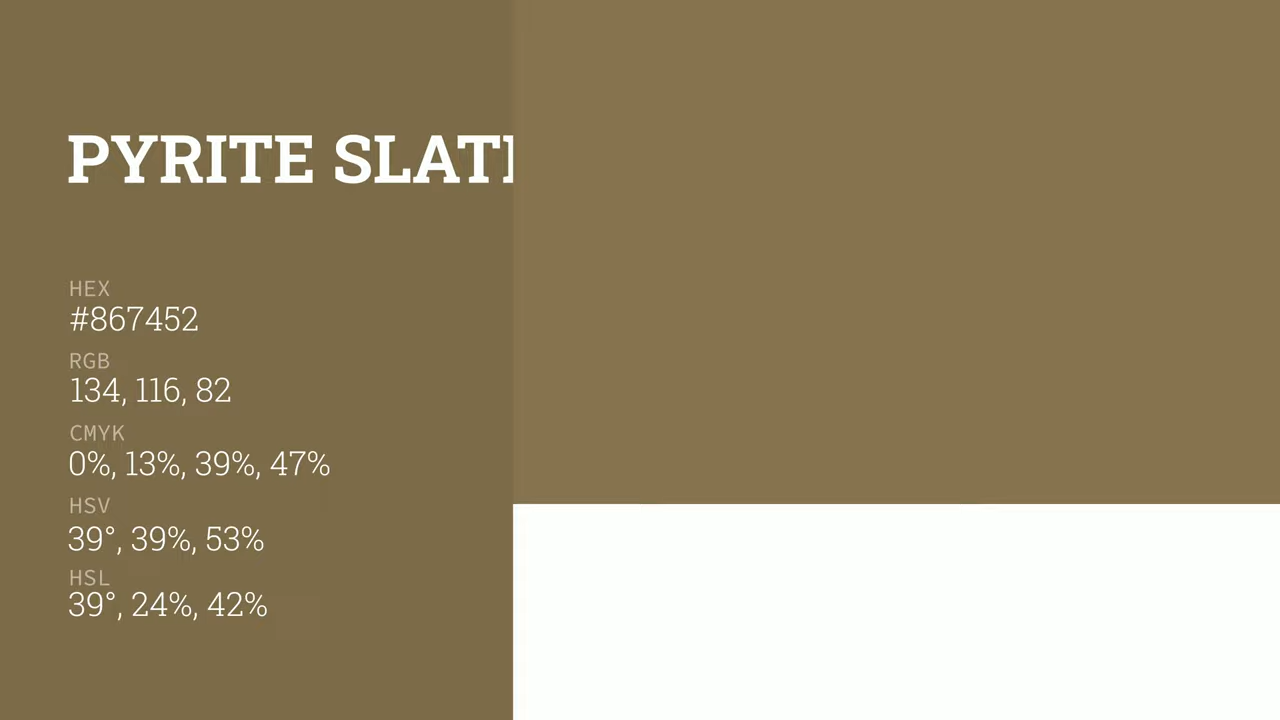 PYRITE SLAT
HEX
#867452
RGB
134, 116, 82
CMYK
0%, 13%, 39%, 47%
HSV
39°, 39%, 53%
HSL
39°, 24%, 42%